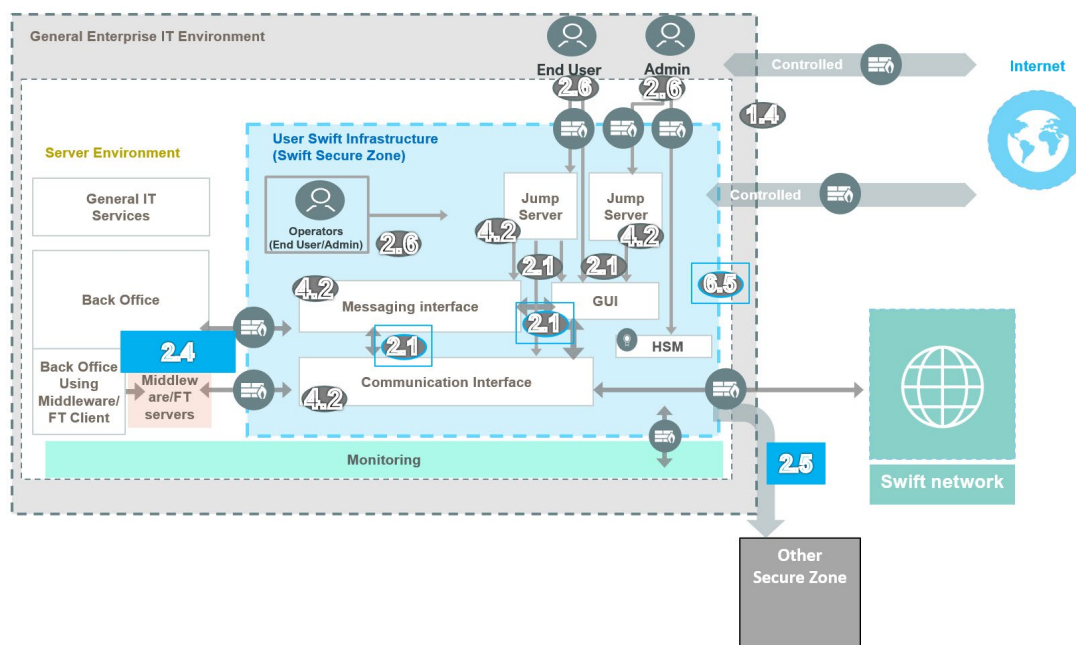 General Enterprise IT Environment
End User
Admin
2.6
2.6
Controlled
Internet
1.4
Server Environment
User Swift Infrastructure
(Swift Secure Zone)
General IT
Services
Jump
Server
Jump
Server
Controlled
Operators
(End User/Admin)
2.6
4.2
4.2
2.1
2.1
6.5
Back Office
4.2
Messaging interface
GUI
2.1
2.1
HSM
2.4
Back Office
Using
Middleware/
FT Client
Middlew
are/FT
servers
Communication Interface
4.2
Monitoring
2.5
Swift network
Other
Secure Zone